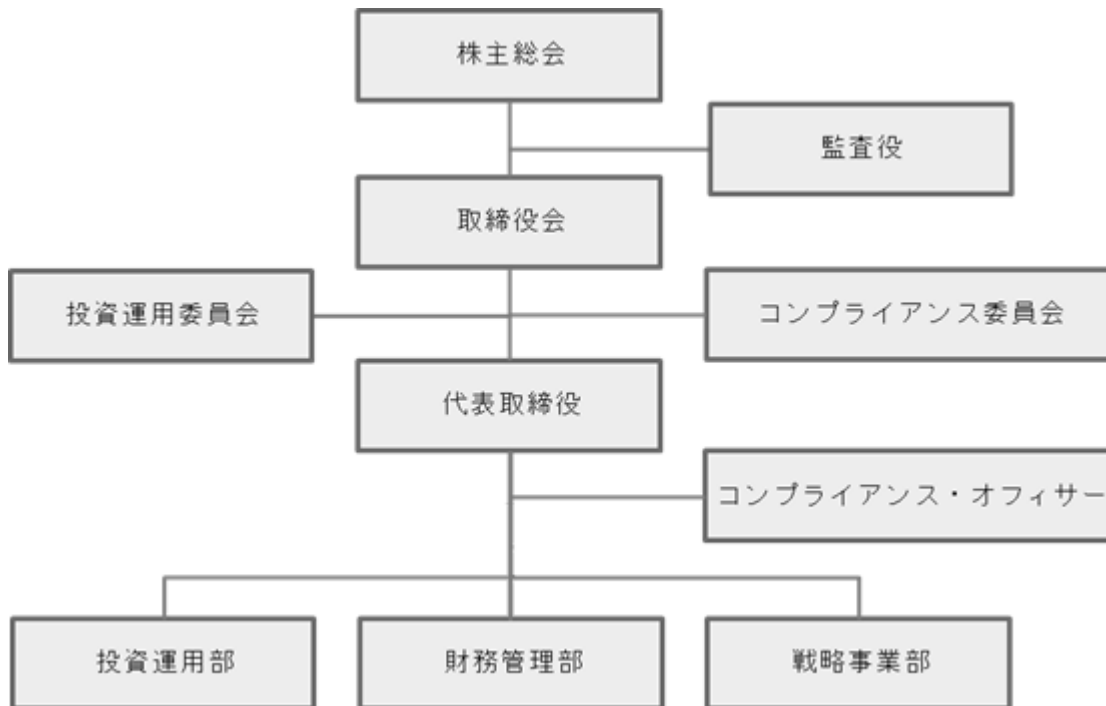 株主総会
監査役
取締役会
投資運用委員会
コンプライアンス委員会
代表取締役
コンプライアンス・オフィサー
投資運用部
財務管理部
戦略事業部